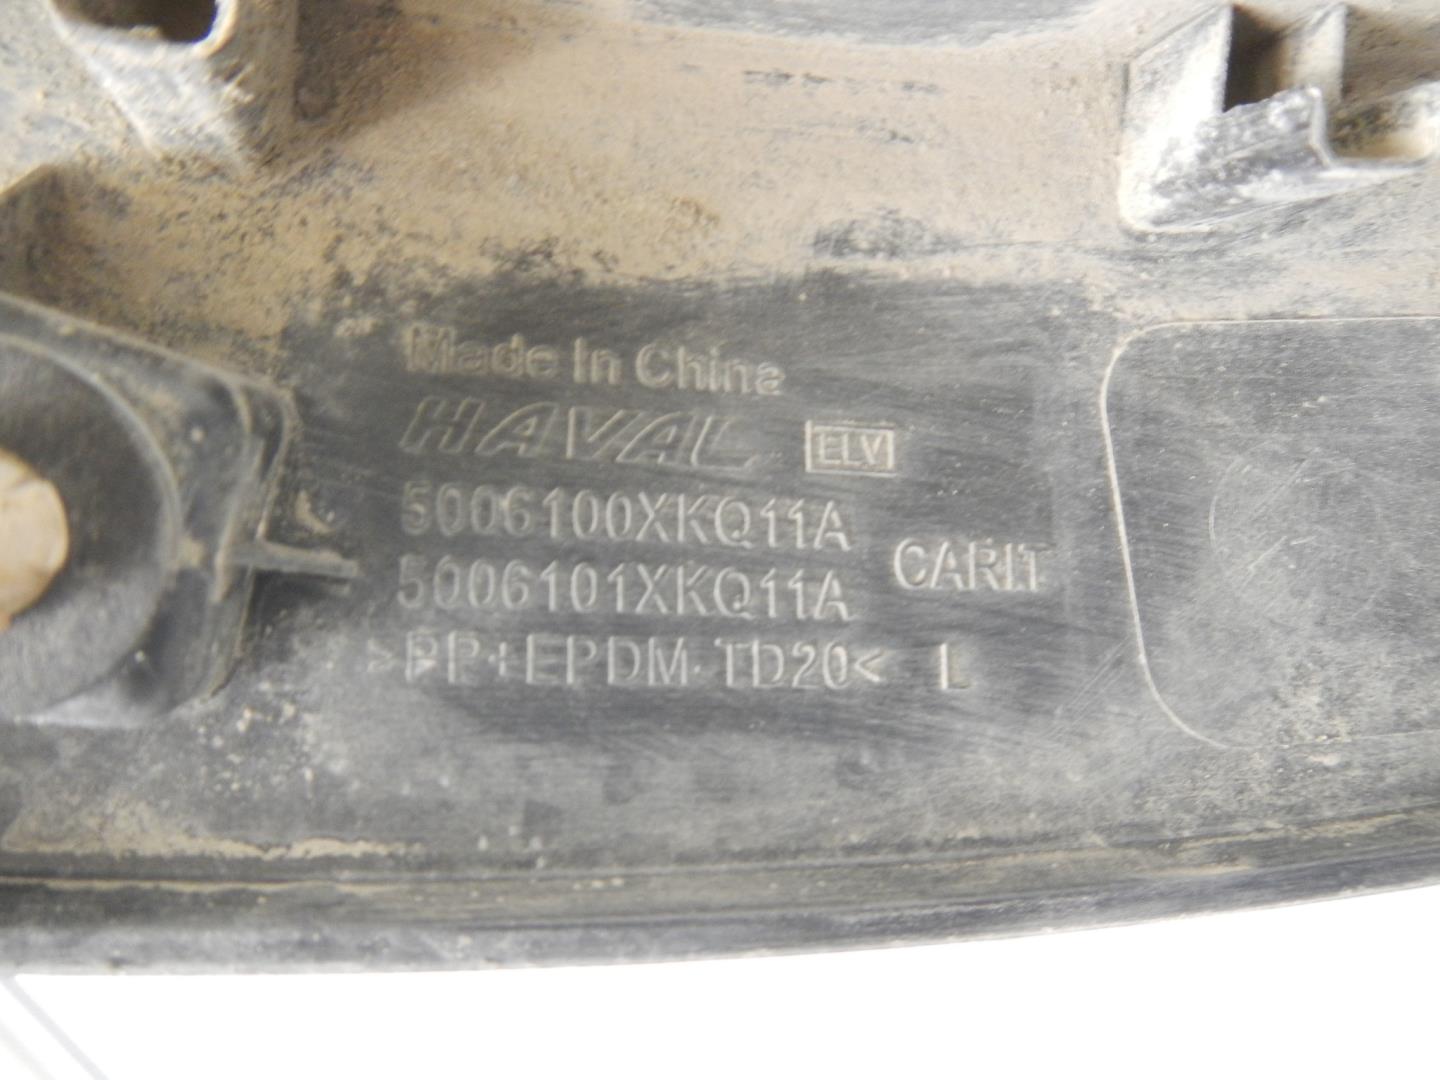 Made In China
HAVAL ELV
5006100XKQ11A
5006101XKQ11A CARIT
>PP+EPDM-TD20< L